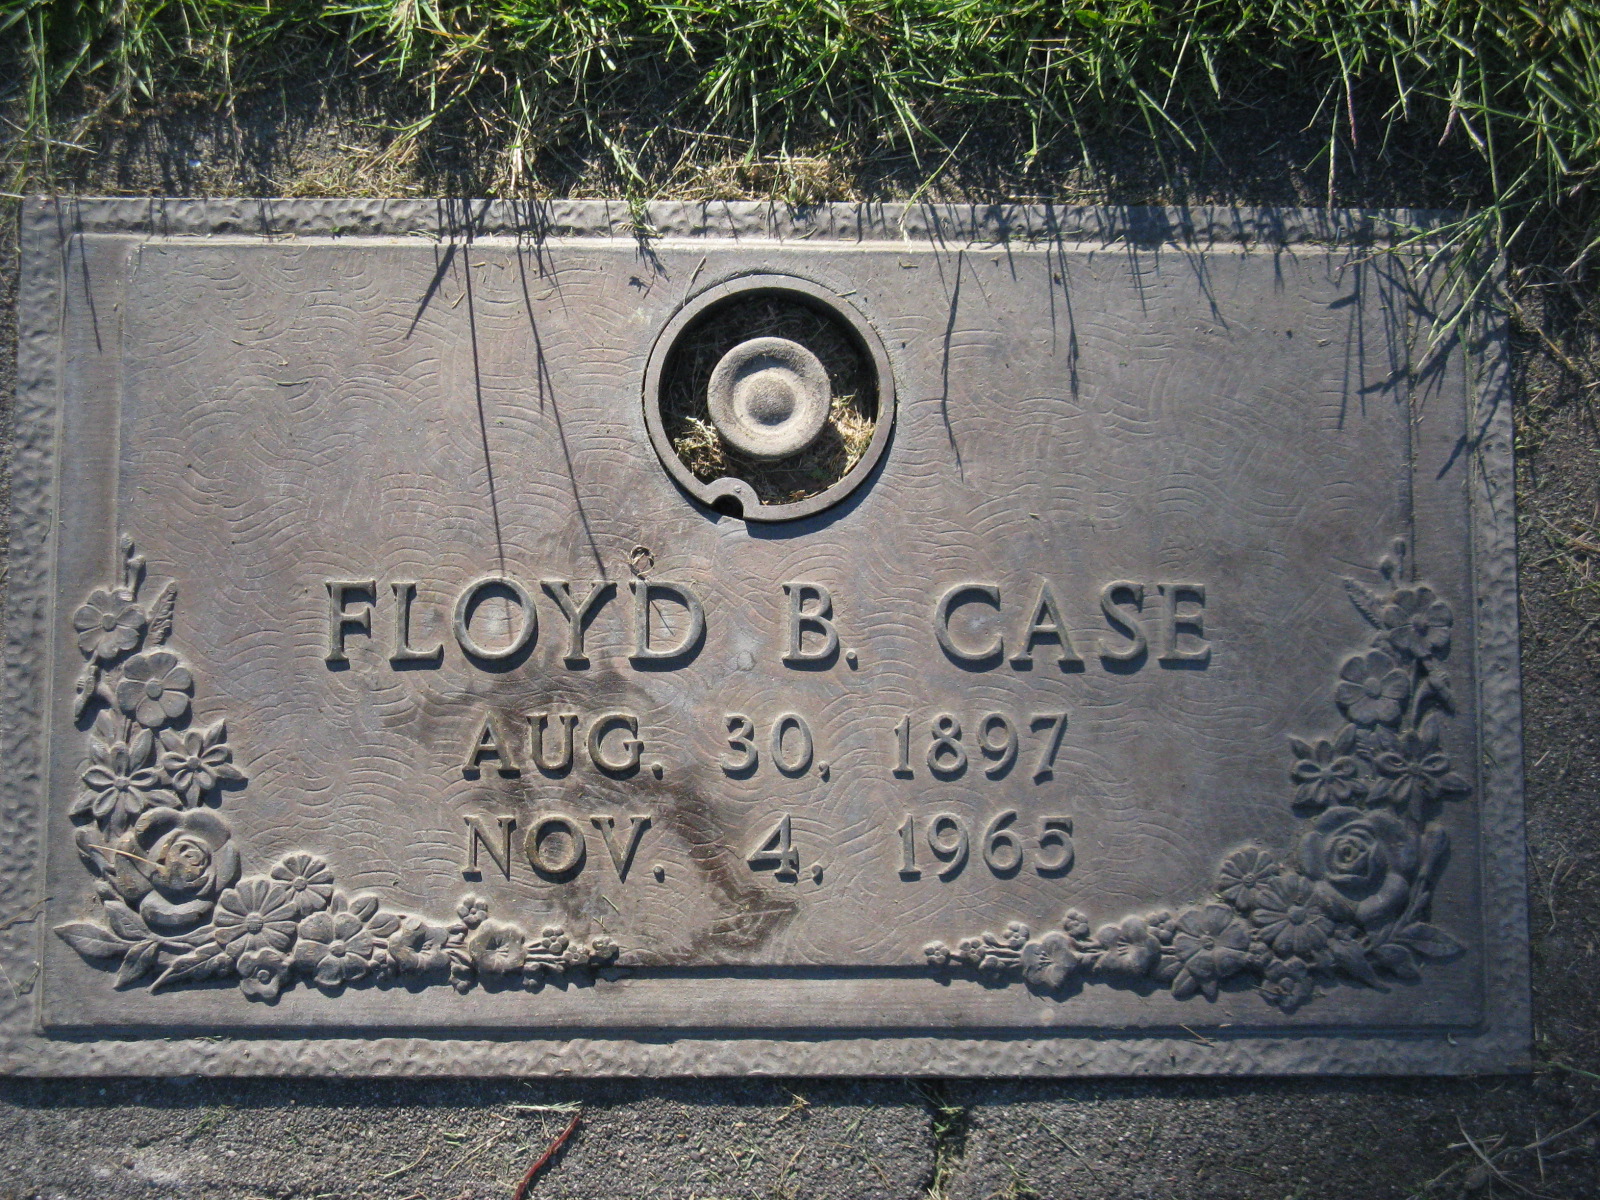 FLOYD B. CASE
AUG. 30, 1897
NOV. 4, 1965